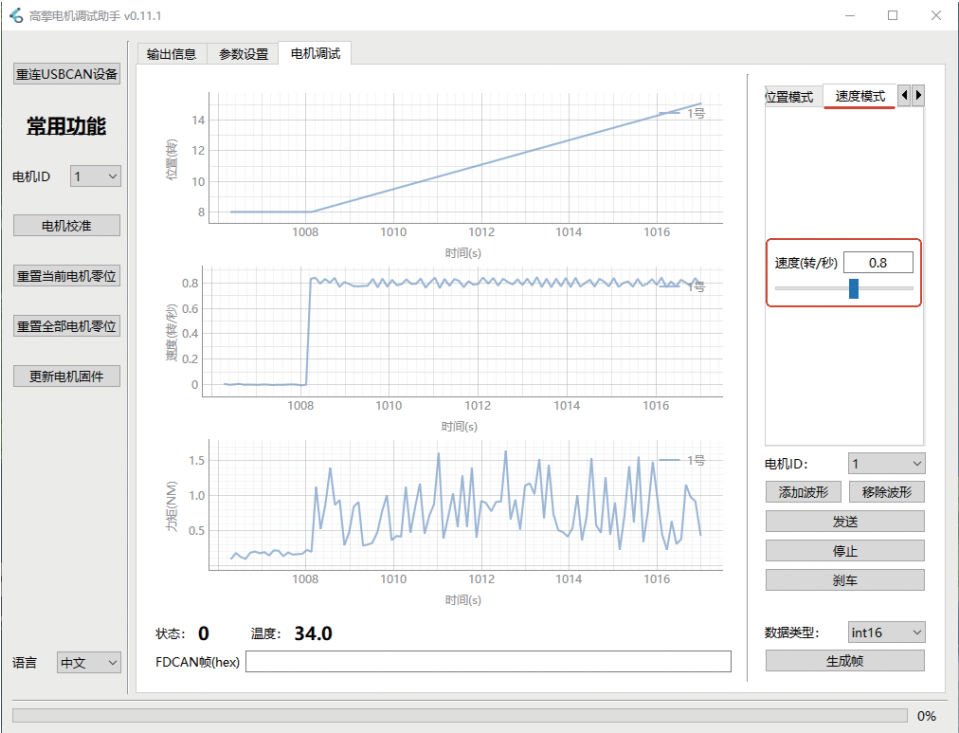 高擎电机调试助手 v0.11.1
重连USBCAN设备
常用功能
电机ID 1
电机校准
重置当前电机零位
重置全部电机零位
更新电机固件
语言 中文
输出信息 参数设置 电机调试
14
12
10
8
位置(转)
1号
1008 1010 1012 1014 1016
时间(s)
0.8
0.6
0.4
0.2
0
速度(转/秒)
1号
1008 1010 1012 1014 1016
时间(s)
1.5
1.0
0.5
力矩(NM)
1号
1008 1010 1012 1014 1016
时间(s)
状态: 0 温度: 34.0
FDCAN帧(hex)
位置模式 速度模式
速度(转/秒) 0.8
电机ID: 1
添加波形 移除波形
发送
停止
刹车
数据类型: int16
生成帧
0%